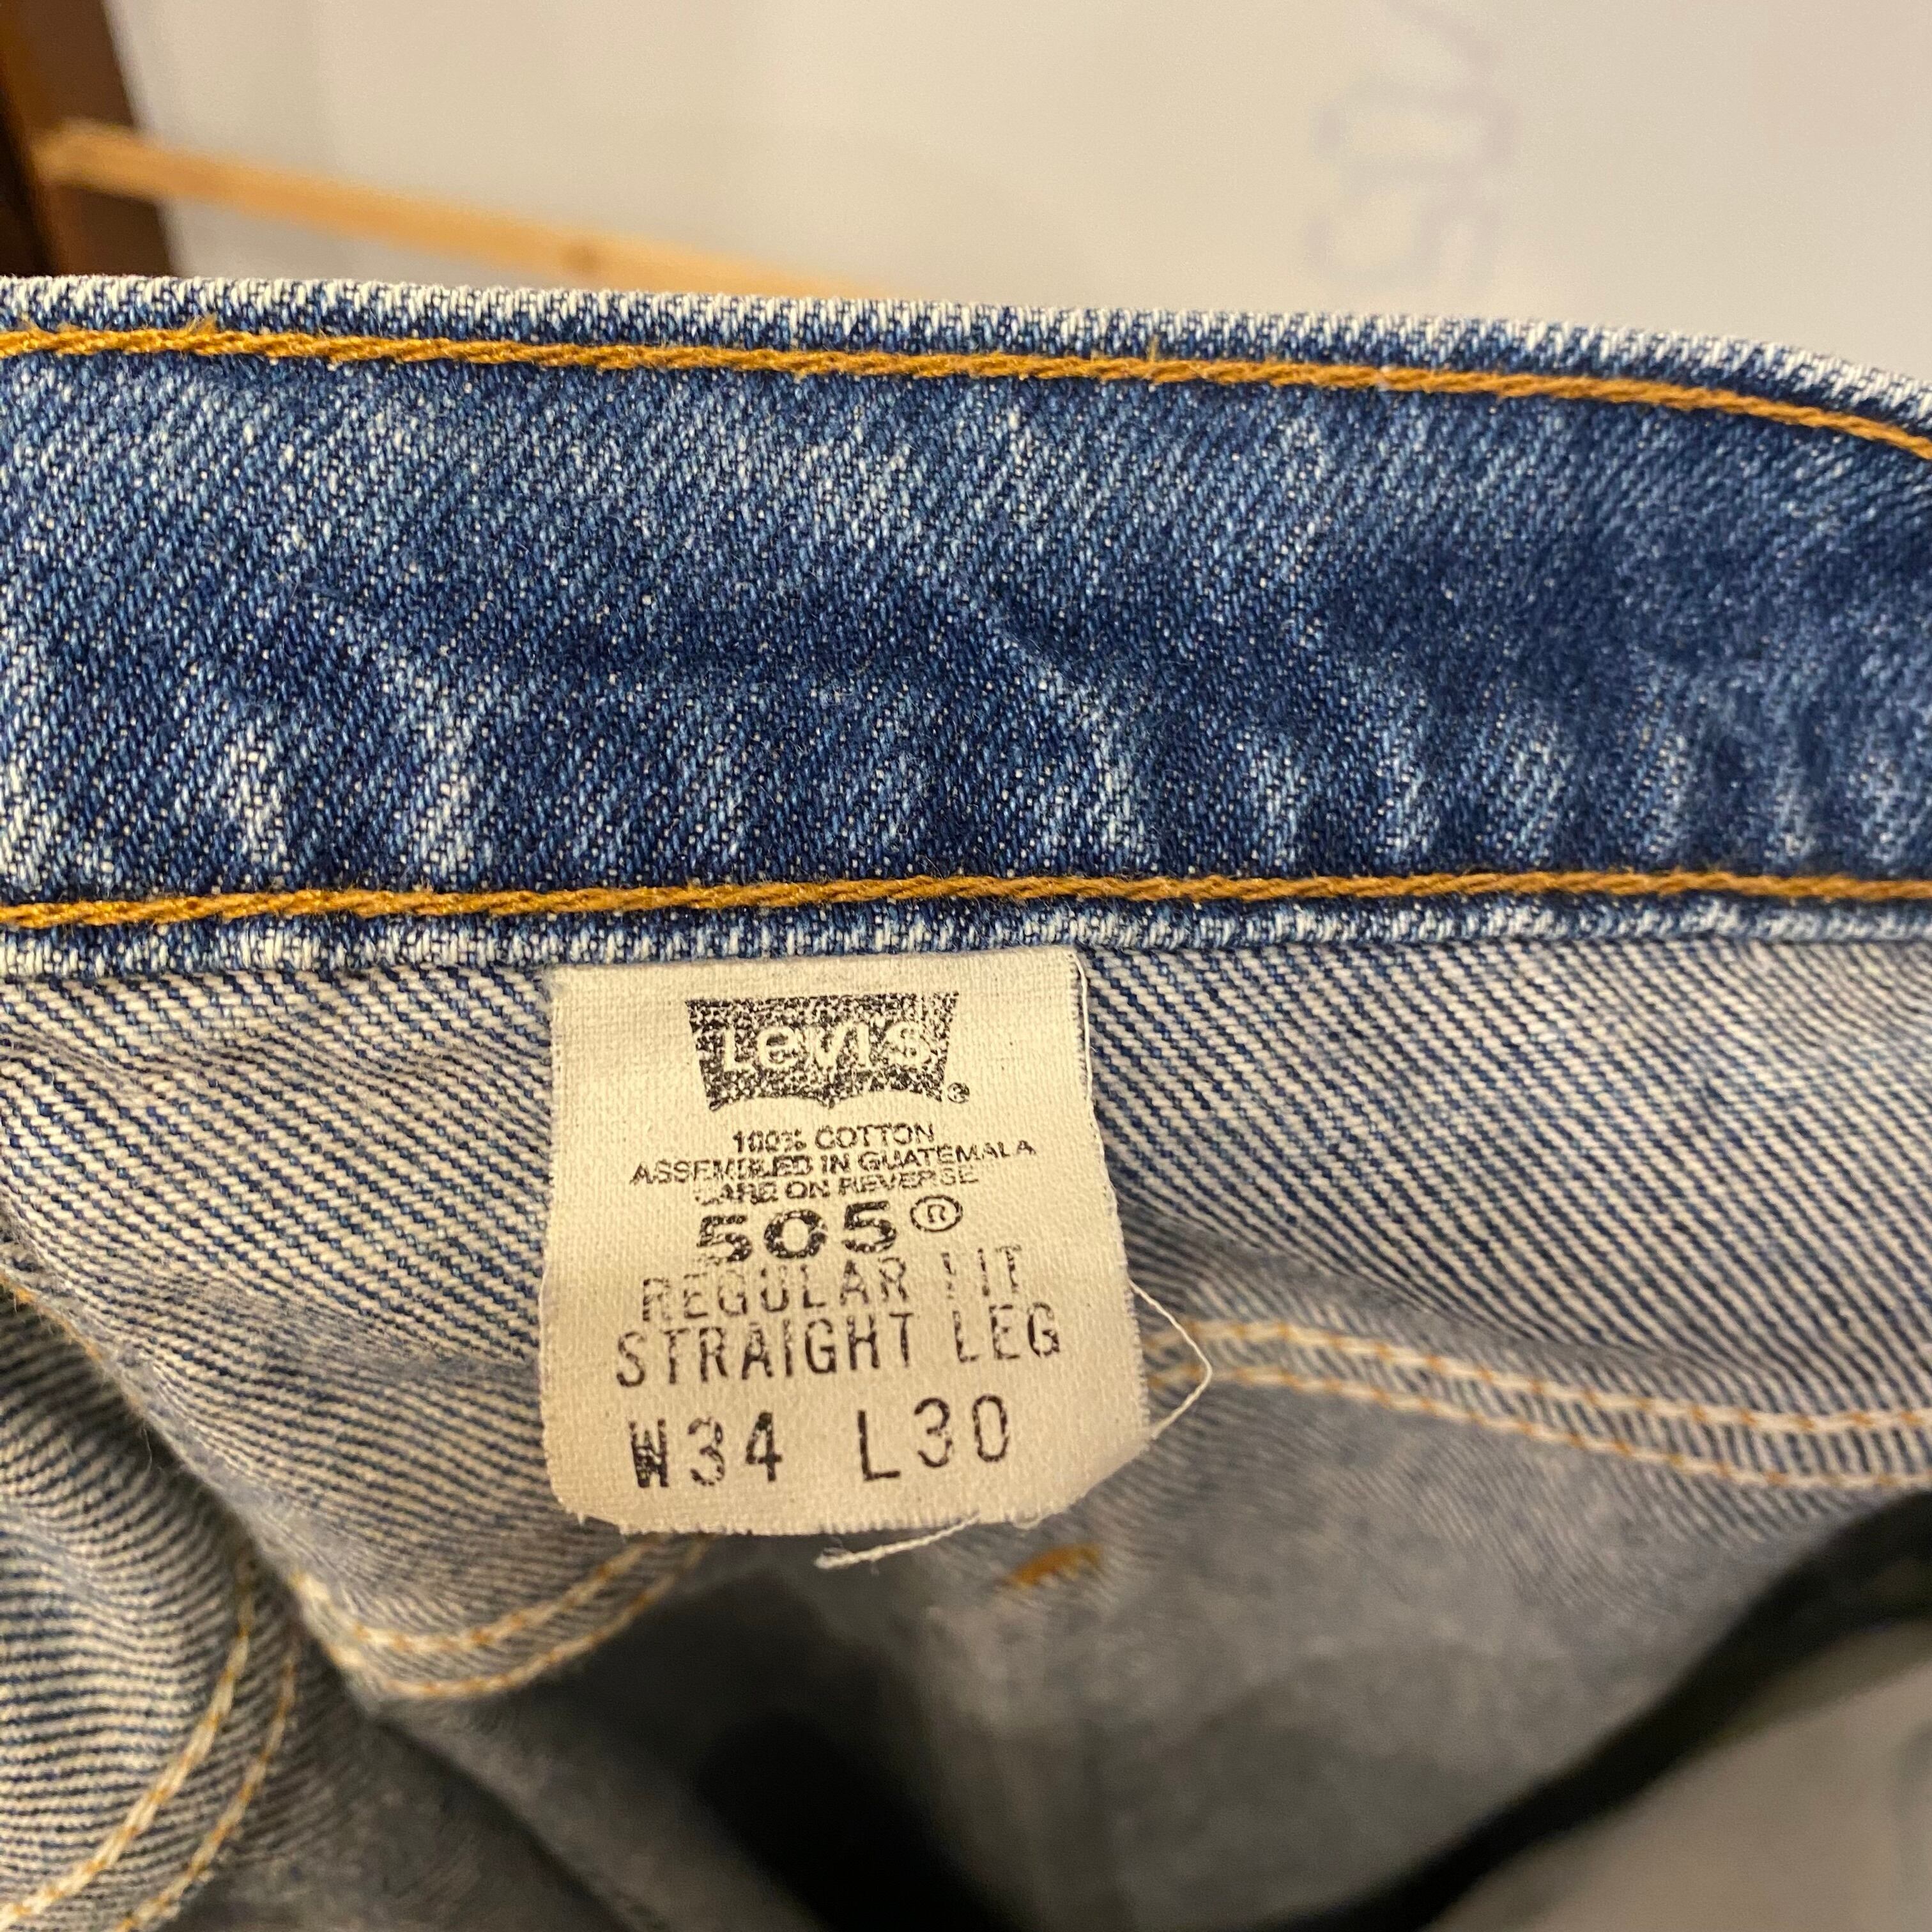 Levi's ®
100% COTTON
ASSEMBLED IN GUATEMALA
CARE ON REVERSE
505®
REGULAR FIT
STRAIGHT LEG
W34 L30